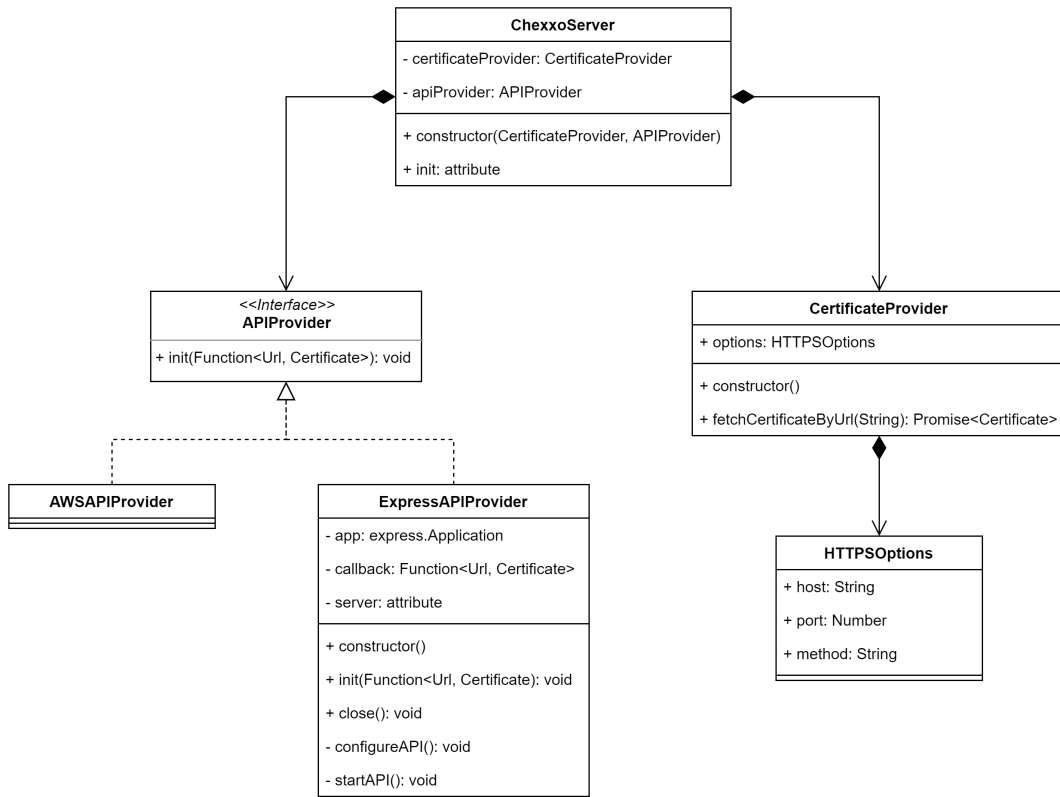 ChexxoServer
- certificateProvider: CertificateProvider
- apiProvider: APIProvider
+ constructor(CertificateProvider, APIProvider)
+ init: attribute
<<Interface>>
APIProvider
+ init(Function<Url, Certificate>): void
CertificateProvider
+ options: HTTPSOptions
+ constructor()
+ fetchCertificateByUrl(String): Promise<Certificate>
AWSAPIProvider
ExpressAPIProvider
- app: express.Application
- callback: Function<Url, Certificate>
- server: attribute
+ constructor()
+ init(Function<Url, Certificate): void
+ close(): void
- configureAPI(): void
- startAPI(): void
HTTPSOptions
+ host: String
+ port: Number
+ method: String